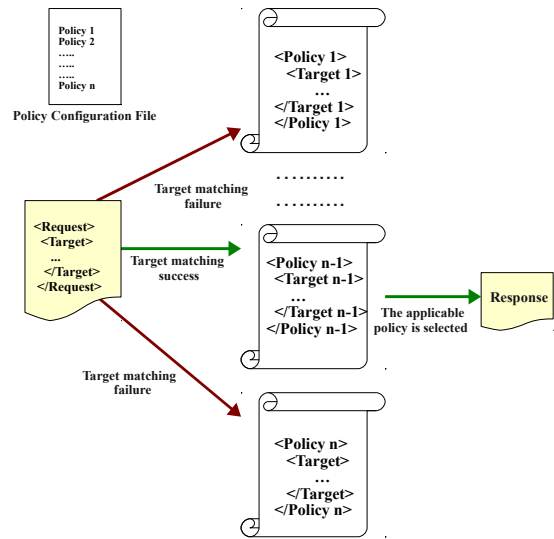 Policy 1
Policy 2
.....
.....
.....
Policy n
Policy Configuration File
<Policy 1>
<Target 1>
...
</Target 1>
</Policy 1>
Target matching
failure
..........
..........
<Request>
<Target>
...
</Target>
</Request>
Target matching
success
<Policy n-1>
<Target n-1>
...
</Target n-1>
</Policy n-1>
The applicable
policy is selected
Response
Target matching
failure
<Policy n>
<Target>
...
</Target>
</Policy n>